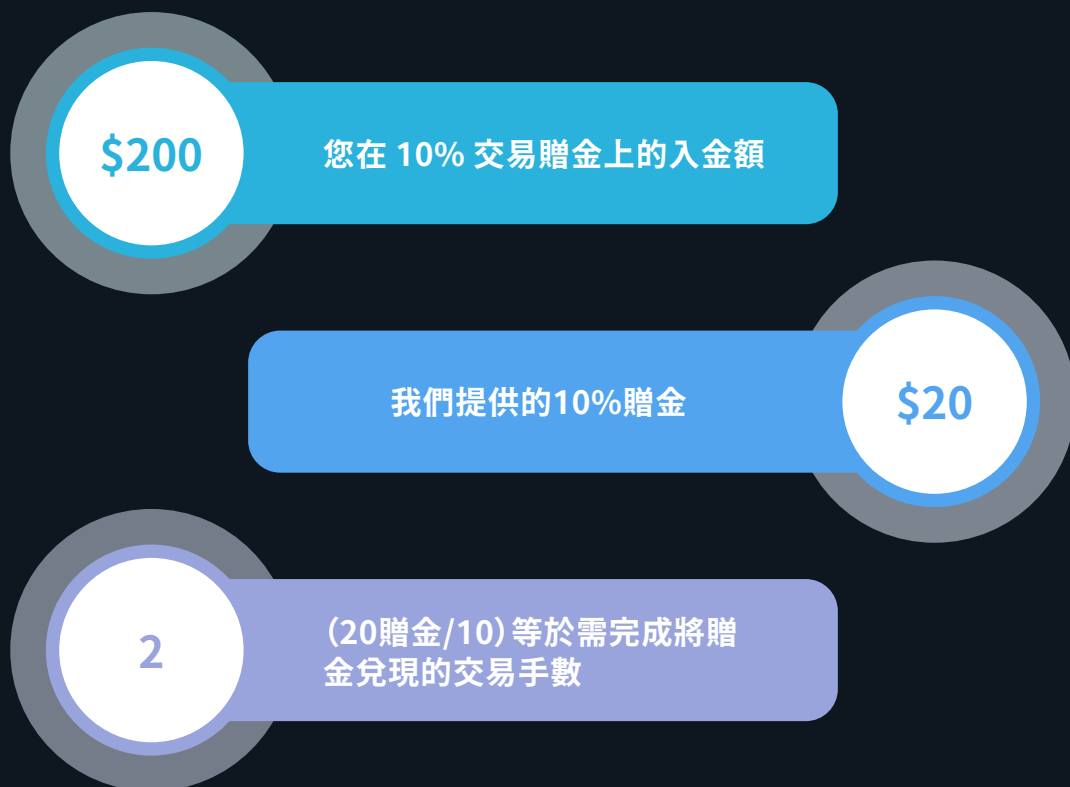 $200
您在 10% 交易贈金上的入金額
我們提供的10%贈金
$20
2
（20贈金/10）等於需完成將贈
金兌現的交易手數